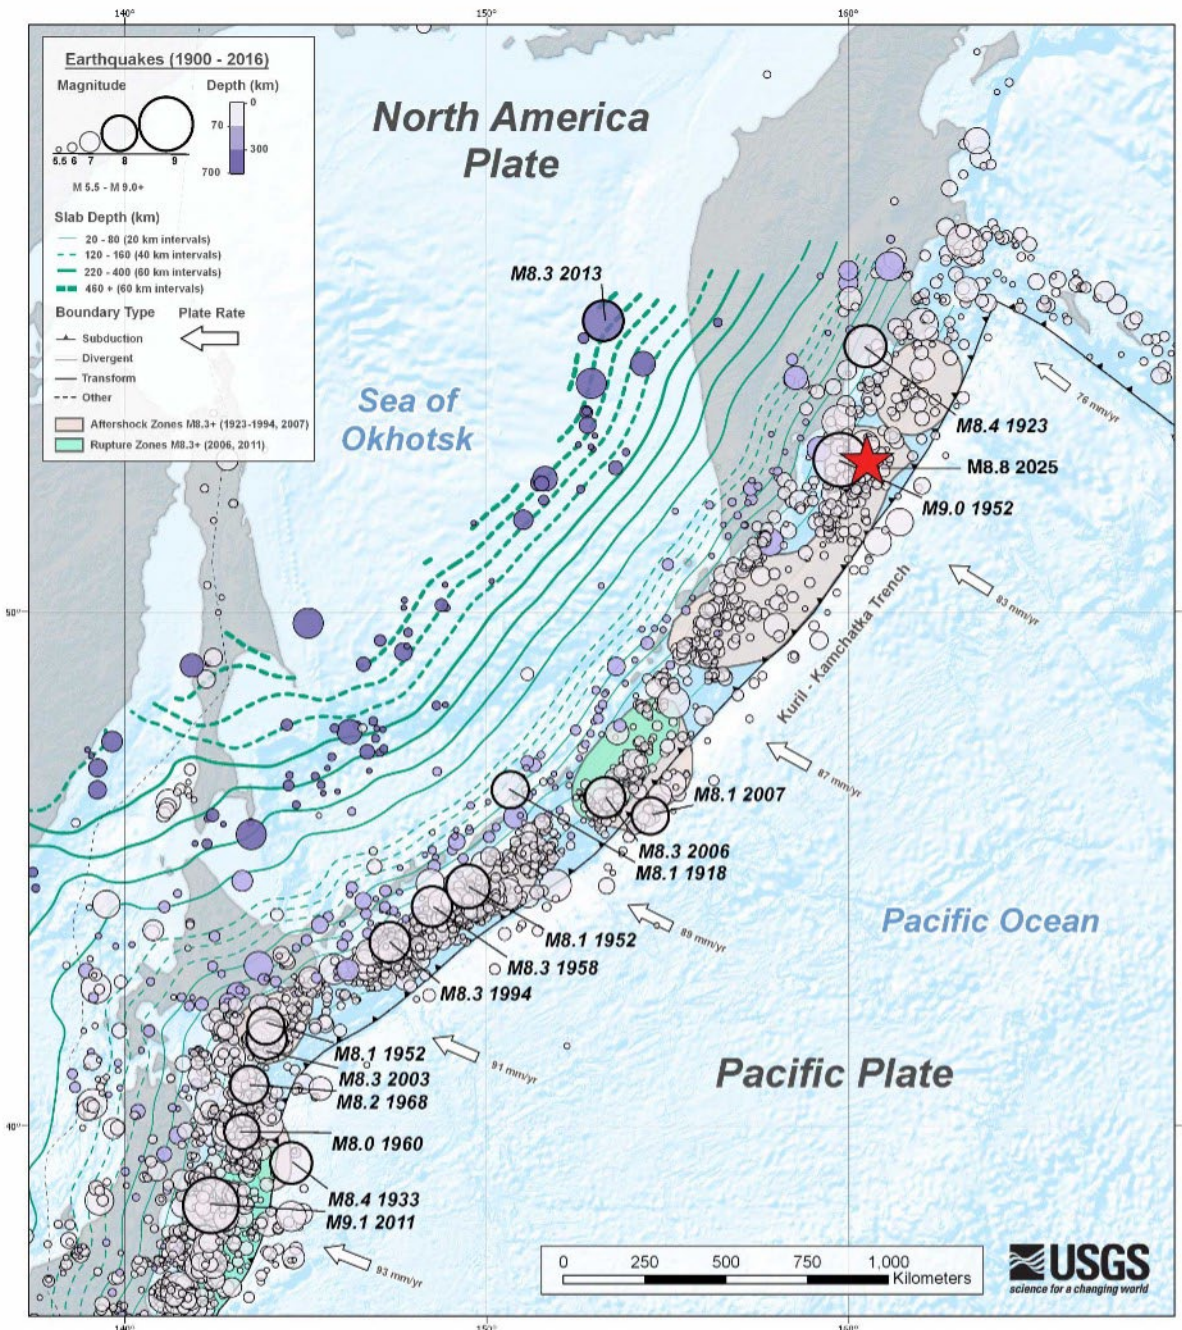 140°
150°
160°
Earthquakes (1900 - 2016)
Magnitude
Depth (km)
0
70
300
700
5.5 6 7 8 9
M 5.5 - M 9.0+
Slab Depth (km)
20 - 80 (20 km intervals)
120 - 160 (40 km intervals)
220 - 400 (60 km intervals)
460 + (60 km intervals)
Boundary Type
Plate Rate
Subduction
Divergent
Transform
Other
Aftershock Zones M8.3+ (1923-1994, 2007)
Rupture Zones M8.3+ (2006, 2011)
North America
Plate
M8.3 2013
Sea of
Okhotsk
76 mm/yr
M8.4 1923
M8.8 2025
M9.0 1952
83 mm/yr
50°
Kuril - Kamchatka Trench
87 mm/yr
M8.1 2007
M8.3 2006
M8.1 1918
Pacific Ocean
89 mm/yr
M8.1 1952
M8.3 1958
M8.3 1994
M8.1 1952
91 mm/yr
M8.3 2003
M8.2 1968
Pacific Plate
40°
M8.0 1960
M8.4 1933
M9.1 2011
93 mm/yr
0 250 500 750 1,000
Kilometers
USGS
science for a changing world
140°
150°
160°